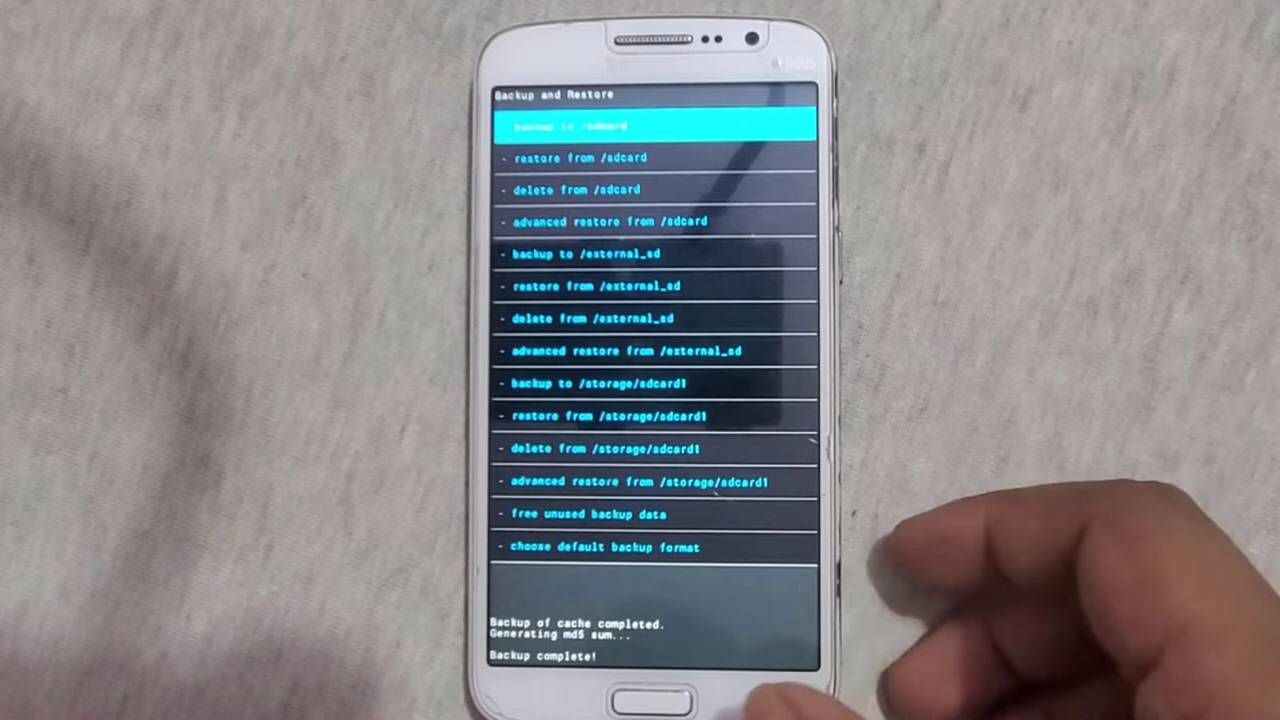 Backup and Restore
backup to /sdcard
- restore from /sdcard
- delete from /sdcard
- advanced restore from /sdcard
- backup to /external_sd
- restore from /external_sd
- delete from /external_sd
- advanced restore from /external_sd
- backup to /storage/sdcard1
- restore from /storage/sdcard1
- delete from /storage/sdcard1
- advanced restore from /storage/sdcard1
- free unused backup data
- choose default backup format
Backup of cache completed.
Generating md5 sum...
Backup complete!